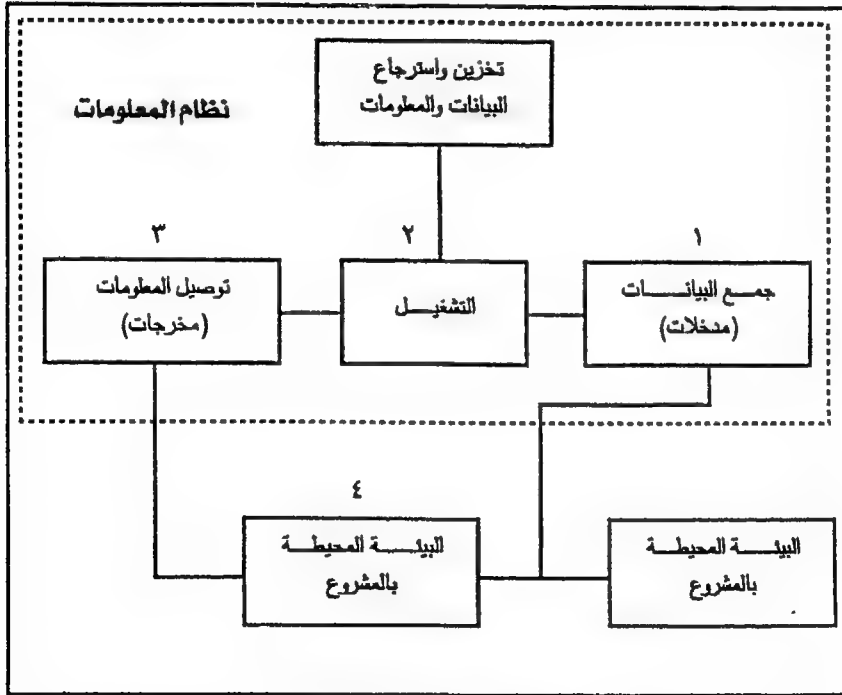 تخزين واسترجاع
البيانات والمعلومات
نظام المعلومات
١
٢
٣
جمع البيانات
(مدخلات)
التشغيل
توصيل المعلومات
(مخرجات)
٤
البيئة المحيطة
بالمشروع
البيئة المحيطة
بالمشروع